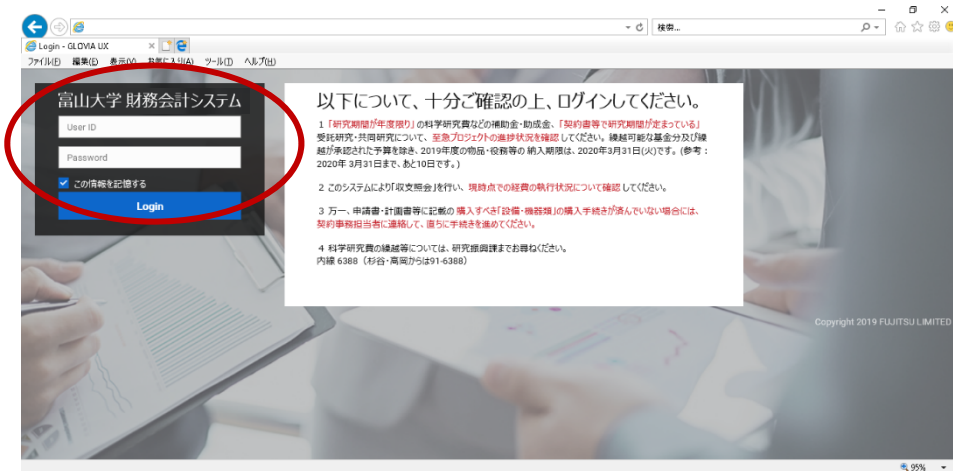 検索...
Login - GLOVIA UX
ファイル(F) 編集(E) 表示(V) お気に入り(A) ツール(T) ヘルプ(H)
富山大学 財務会計システム
User ID
Password
この情報を記憶する
Login
以下について、十分ご確認の上、ログインしてください。
1 「研究期間が年度限り」の科学研究費などの補助金・助成金、「契約書等で研究期間が定まっている」
受託研究・共同研究について、至急プロジェクトの進捗状況を確認してください。繰越可能な基金分及び繰
越が承認された予算を除き、2019年度の物品・役務等の 納入期限は、2020年3月31日(火)です。(参考：
2020年 3月31日まで、あと10日です。)
2 このシステムにより「収支照会」を行い、現時点での経費の執行状況について確認 してください。
3 万一、申請書・計画書等に記載の 購入すべき「設備・機器類」の購入手続きが済んでいない場合には、
契約事務担当者に連絡して、直ちに手続きを進めてください。
4 科学研究費の繰越等については、研究振興課までお尋ねください。
内線 6388（杉谷・高岡からは91-6388）
Copyright 2019 FUJITSU LIMITED
95%